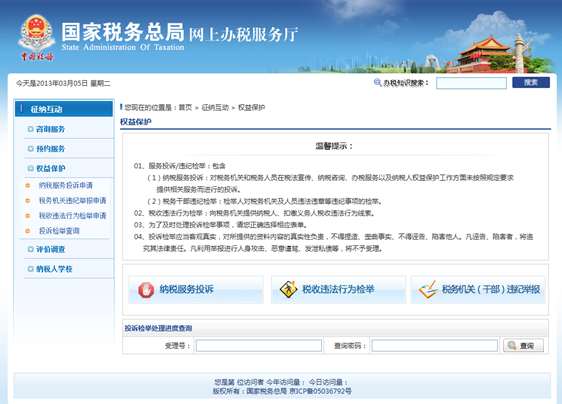 国家税务总局 网上办税服务厅
State Administration Of Taxation
中国税务
今天是2013年03月05日 星期二
办税知识搜索：
搜索
征纳互动
咨询服务
预约服务
权益保护
纳税服务投诉申请
税务机关违纪举报申请
税收违法行为检举申请
投诉检举查询
评价调查
纳税人学校
您现在的位置是：首页 > 征纳互动 > 权益保护
权益保护
温馨提示：
01、服务投诉/违纪检举：包含
（1）纳税服务投诉：对税务机关和税务人员在税法宣传、纳税咨询、办税服务以及纳税人权益保护工作方面未按照规定要求
提供相关服务而进行的投诉。
（2）税务干部违纪检举：检举人对税务机关及人员违法违章等违纪事项的检举。
02、税收违法行为检举：向税务机关提供纳税人、扣缴义务人税收违法行为线索。
03、为了及时处理投诉检举事项，请您正确选择相应表单。
04、投诉检举应当客观真实，对所提供的资料内容的真实性负责，不得捏造、歪曲事实、不得诬告、陷害他人。凡诬告、陷害者，将追
究其法律责任。凡利用举报进行人身攻击、恶意谴骂、发泄私愤等，将不予受理。
纳税服务投诉
税收违法行为检举
税务机关（干部）违纪举报
投诉检举处理进度查询
受理号：
查询密码：
查询
您是第 位访问者 今年访问量： 今日访问量：
版权所有：国家税务总局 京ICP备05036792号